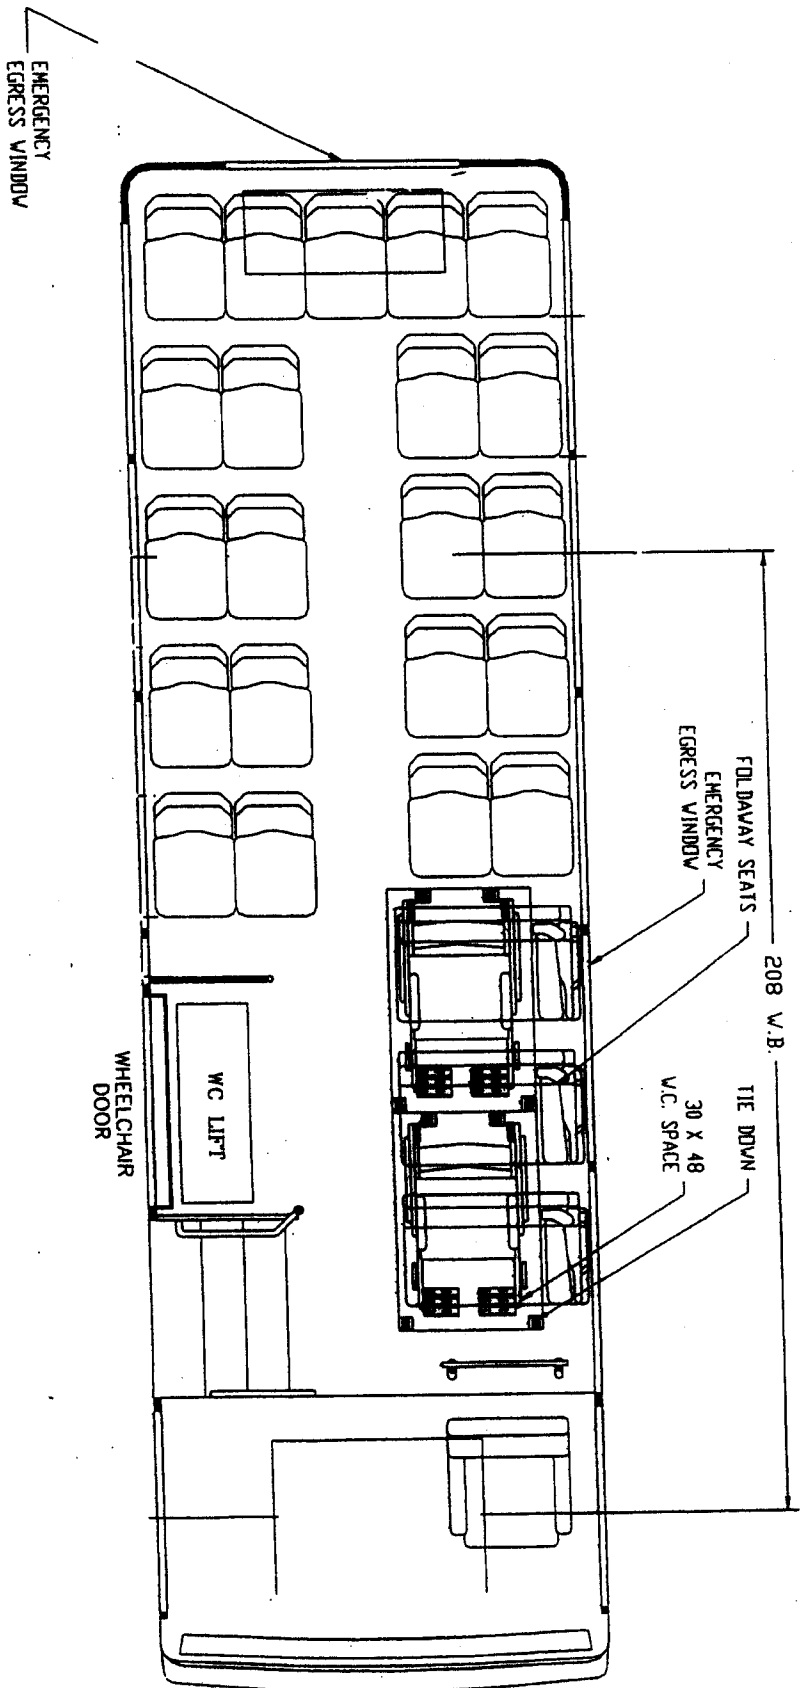 EMERGENCY
EGRESS WINDOW
208 W.B.
FOLDAWAY SEATS
EMERGENCY
EGRESS WINDOW
TIE DOWN
30 X 48
W.C. SPACE
WC LIFT
WHEELCHAIR
DOOR